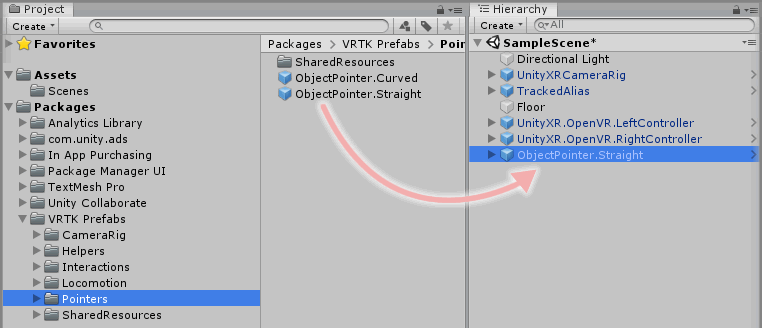 Project
Create
Favorites
Assets
Scenes
Packages
Analytics Library
com.unity.ads
In App Purchasing
Package Manager UI
TextMesh Pro
Unity Collaborate
VRTK Prefabs
CameraRig
Helpers
Interactions
Locomotion
Pointers
SharedResources
Packages VRTK Prefabs Poin
SharedResources
ObjectPointer.Curved
ObjectPointer.Straight
Hierarchy
Create All
SampleScene*
Directional Light
UnityXRCameraRig
TrackedAlias
Floor
UnityXR.OpenVR.LeftController
UnityXR.OpenVR.RightController
ObjectPointer.Straight